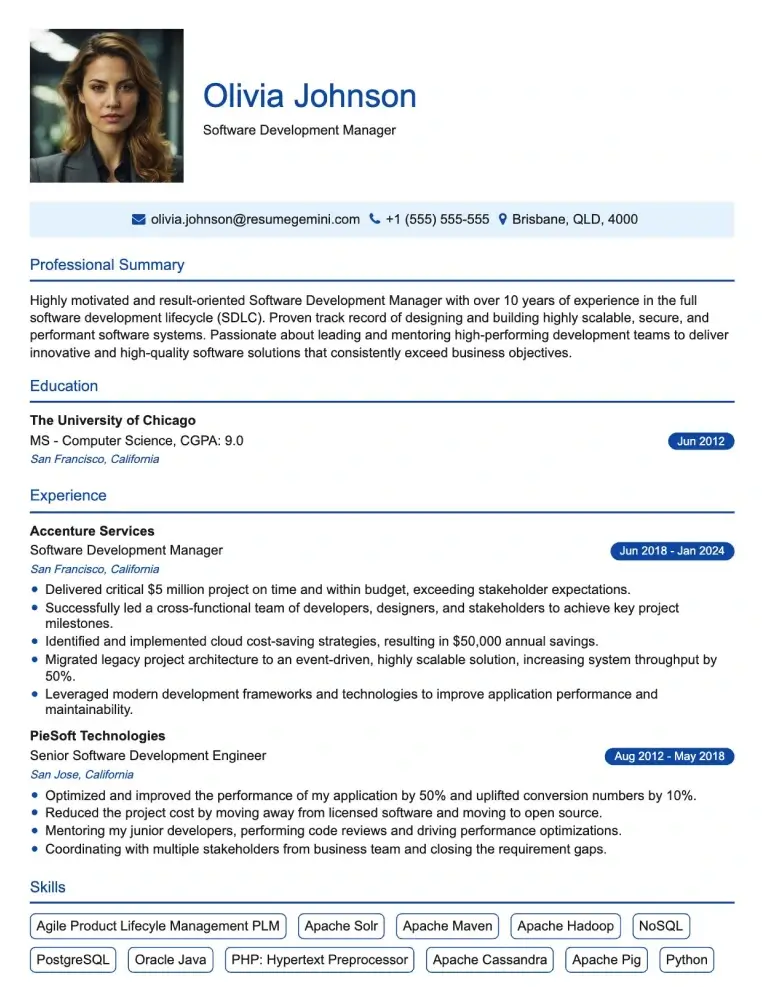 Olivia Johnson
Software Development Manager
olivia.johnson@resumegemini.com +1 (555) 555-555 Brisbane, QLD, 4000
Professional Summary
Highly motivated and result-oriented Software Development Manager with over 10 years of experience in the full
software development lifecycle (SDLC). Proven track record of designing and building highly scalable, secure, and
performant software systems. Passionate about leading and mentoring high-performing development teams to deliver
innovative and high-quality software solutions that consistently exceed business objectives.
Education
The University of Chicago
MS - Computer Science, CGPA: 9.0 Jun 2012
San Francisco, California
Experience
Accenture Services
Software Development Manager Jun 2018 - Jan 2024
San Francisco, California
• Delivered critical $5 million project on time and within budget, exceeding stakeholder expectations.
• Successfully led a cross-functional team of developers, designers, and stakeholders to achieve key project
milestones.
• Identified and implemented cloud cost-saving strategies, resulting in $50,000 annual savings.
• Migrated legacy project architecture to an event-driven, highly scalable solution, increasing system throughput by
50%.
• Leveraged modern development frameworks and technologies to improve application performance and
maintainability.
PieSoft Technologies
Senior Software Development Engineer Aug 2012 - May 2018
San Jose, California
• Optimized and improved the performance of my application by 50% and uplifted conversion numbers by 10%.
• Reduced the project cost by moving away from licensed software and moving to open source.
• Mentoring my junior developers, performing code reviews and driving performance optimizations.
• Coordinating with multiple stakeholders from business team and closing the requirement gaps.
Skills
Agile Product Lifecyle Management PLM Apache Solr Apache Maven Apache Hadoop NoSQL
PostgreSQL Oracle Java PHP: Hypertext Preprocessor Apache Cassandra Apache Pig Python